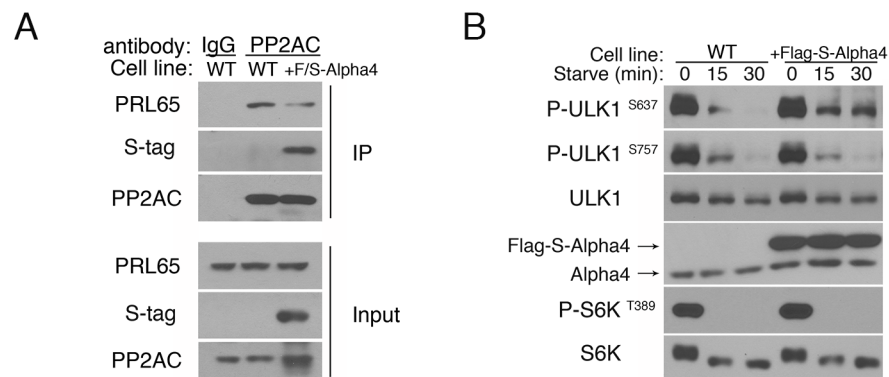 A
antibody: IgG PP2AC
Cell line: WT WT +F/S-Alpha4
PRL65
S-tag
PP2AC
IP
PRL65
S-tag
PP2AC
Input
B
Cell line: WT +Flag-S-Alpha4
Starve (min): 0 15 30 0 15 30
P-ULK1 S637
P-ULK1 S757
ULK1
Flag-S-Alpha4 →
Alpha4 →
P-S6K T389
S6K